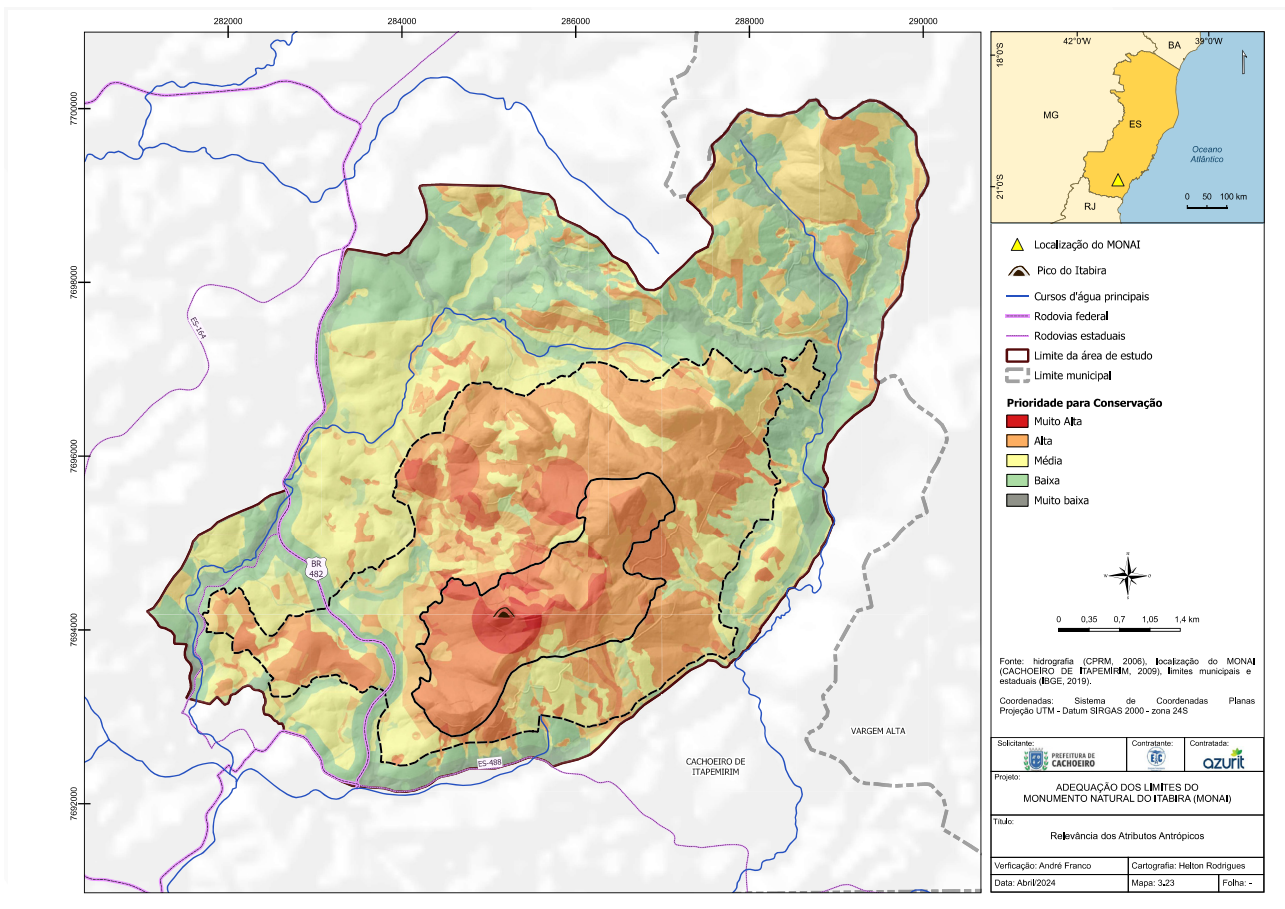 282000
284000
286000
288000
290000
7700000
7698000
7696000
7694000
7692000
ES-164
BR
482
ES-488
CACHOEIRO DE
ITAPEMIRIM
VARGEM ALTA
42°0'W
39°0'W
18°0'S
21°0'S
BA
MG
ES
RJ
Oceano
Atlântico
0 50 100 km
Localização do MONAI
Pico do Itabira
Cursos d'água principais
Rodovia federal
Rodovias estaduais
Limite da área de estudo
Limite municipal
Prioridade para Conservação
Muito Alta
Alta
Média
Baixa
Muito baixa
0 0,35 0,7 1,05 1,4 km
Fonte: hidrografia (CPRM, 2006), localização do MONAI
(CACHOEIRO DE ITAPEMIRIM, 2009), limites municipais e
estaduais (IBGE, 2019).
Coordenadas: Sistema de Coordenadas Planas
Projeção UTM - Datum SIRGAS 2000 - zona 24S
Solicitante:
PREFEITURA DE
CACHOEIRO
Contratante:
Contratada:
azurit
Projeto:
ADEQUAÇÃO DOS LIMITES DO
MONUMENTO NATURAL DO ITABIRA (MONAI)
Título:
Relevância dos Atributos Antrópicos
Verficação: André Franco
Cartografia: Helton Rodrigues
Data: Abril/2024
Mapa: 3.23
Folha: -